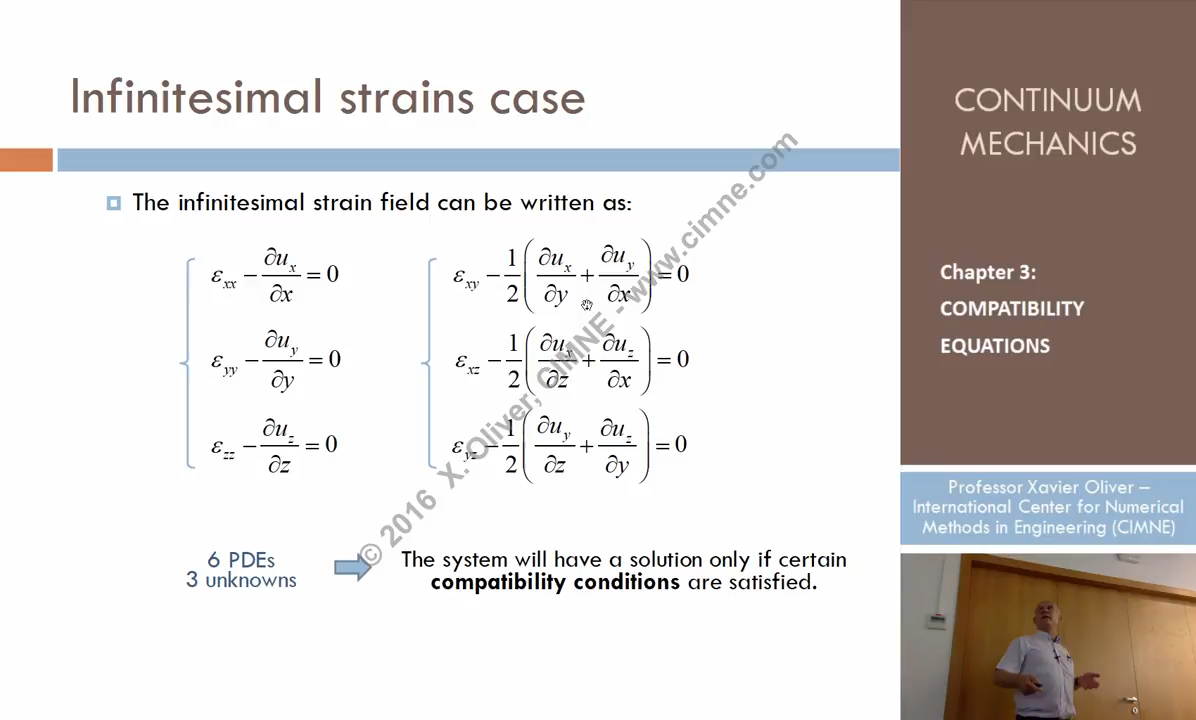 Infinitesimal strains case
The infinitesimal strain field can be written as:
ε_xx − ∂u_x/∂x = 0
ε_yy − ∂u_y/∂y = 0
ε_zz − ∂u_z/∂z = 0
ε_xy − 1/2 (∂u_x/∂y + ∂u_y/∂x) = 0
ε_xz − 1/2 (∂u_x/∂z + ∂u_z/∂x) = 0
ε_yz − 1/2 (∂u_y/∂z + ∂u_z/∂y) = 0
6 PDEs
3 unknowns
The system will have a solution only if certain
compatibility conditions are satisfied.
© 2016 X. Oliver, CIMNE - www.cimne.com
CONTINUUM
MECHANICS
Chapter 3:
COMPATIBILITY
EQUATIONS
Professor Xavier Oliver –
International Center for Numerical
Methods in Engineering (CIMNE)